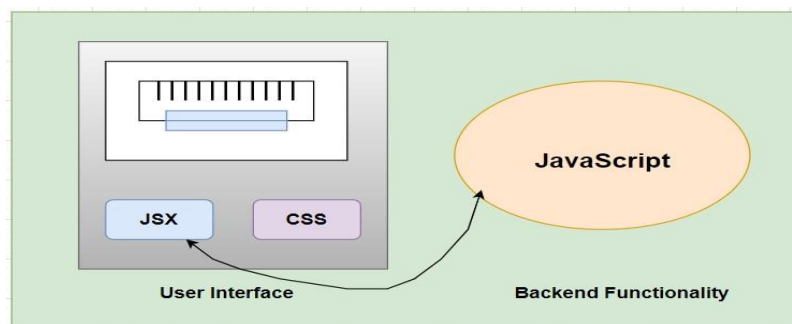 JavaScript
JSX
CSS
User Interface
Backend Functionality